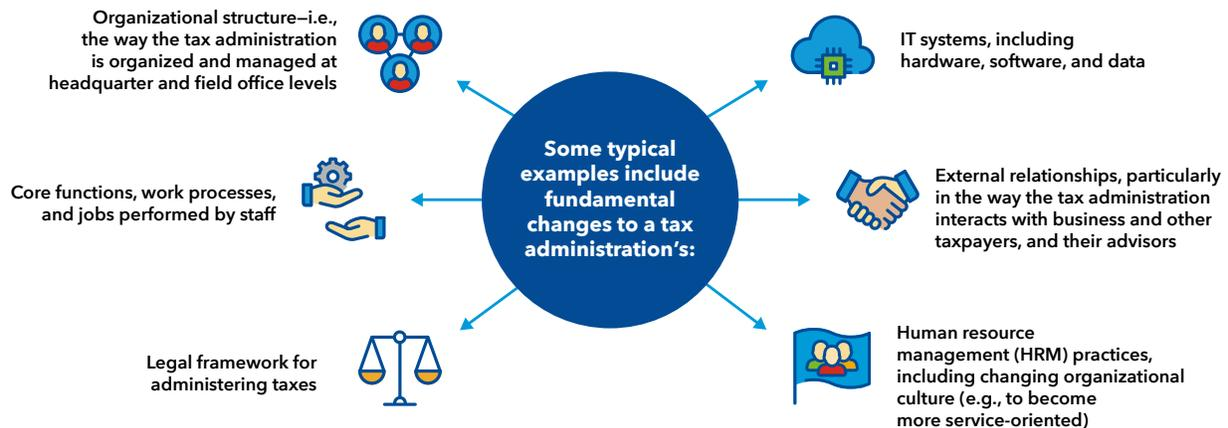 Organizational structure—i.e.,
the way the tax administration
is organized and managed at
headquarter and field office levels
IT systems, including
hardware, software, and data
Some typical
examples include
fundamental
changes to a tax
administration's:
Core functions, work processes,
and jobs performed by staff
External relationships, particularly
in the way the tax administration
interacts with business and other
taxpayers, and their advisors
Legal framework for
administering taxes
Human resource
management (HRM) practices,
including changing organizational
culture (e.g., to become
more service-oriented)